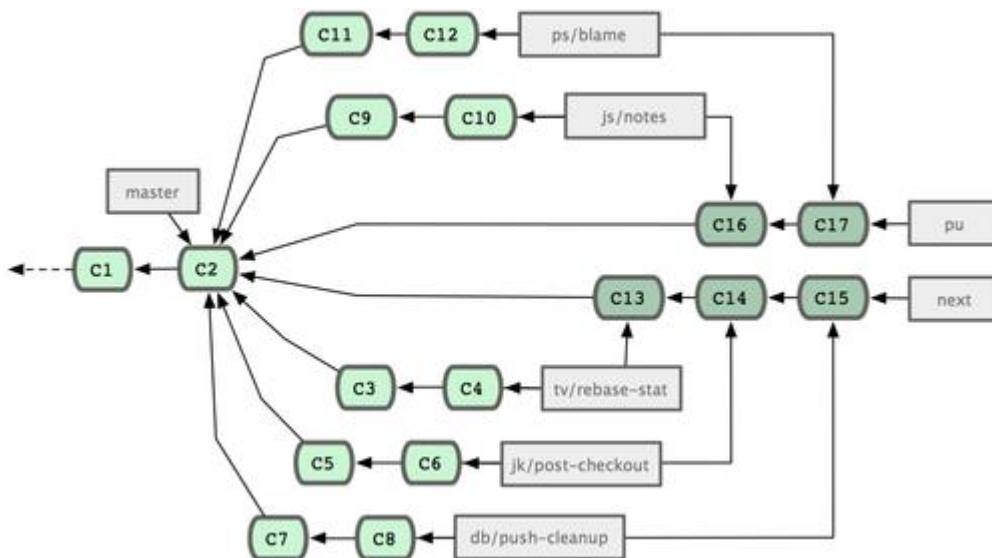 C11 C12 ps/blame
C9 C10 js/notes
master
C16 C17 pu
C1 C2
C13 C14 C15 next
C3 C4 tv/rebase-stat
C5 C6 jk/post-checkout
C7 C8 db/push-cleanup